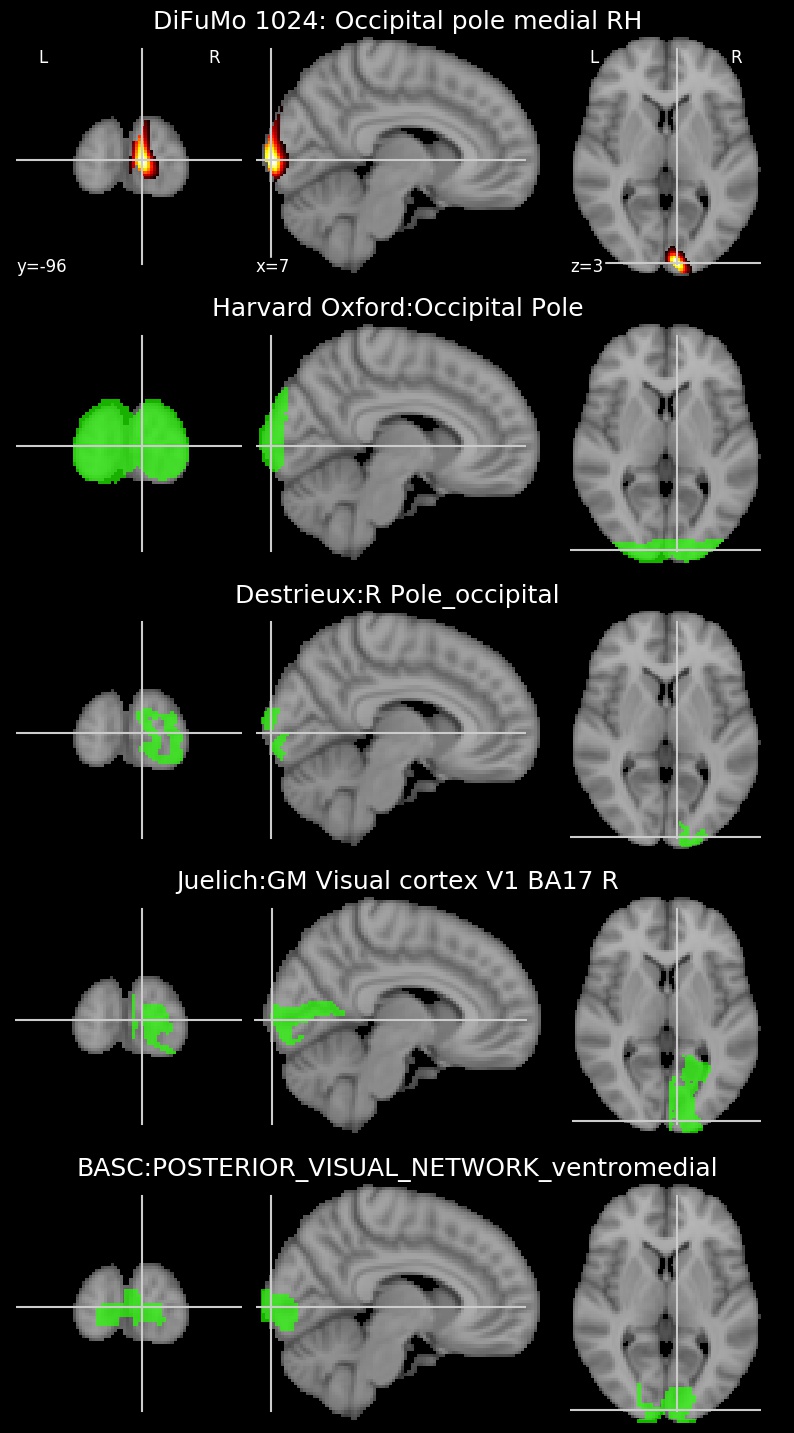 DiFuMo 1024: Occipital pole medial RH
L R L R
y=-96 x=7 z=3
Harvard Oxford:Occipital Pole
Destrieux:R Pole_occipital
Juelich:GM Visual cortex V1 BA17 R
BASC:POSTERIOR_VISUAL_NETWORK_ventromedial